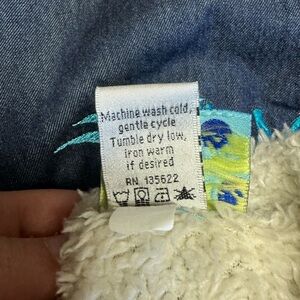 Machine wash cold,
gentle cycle
Tumble dry low,
iron warm
if desired
RN 135622